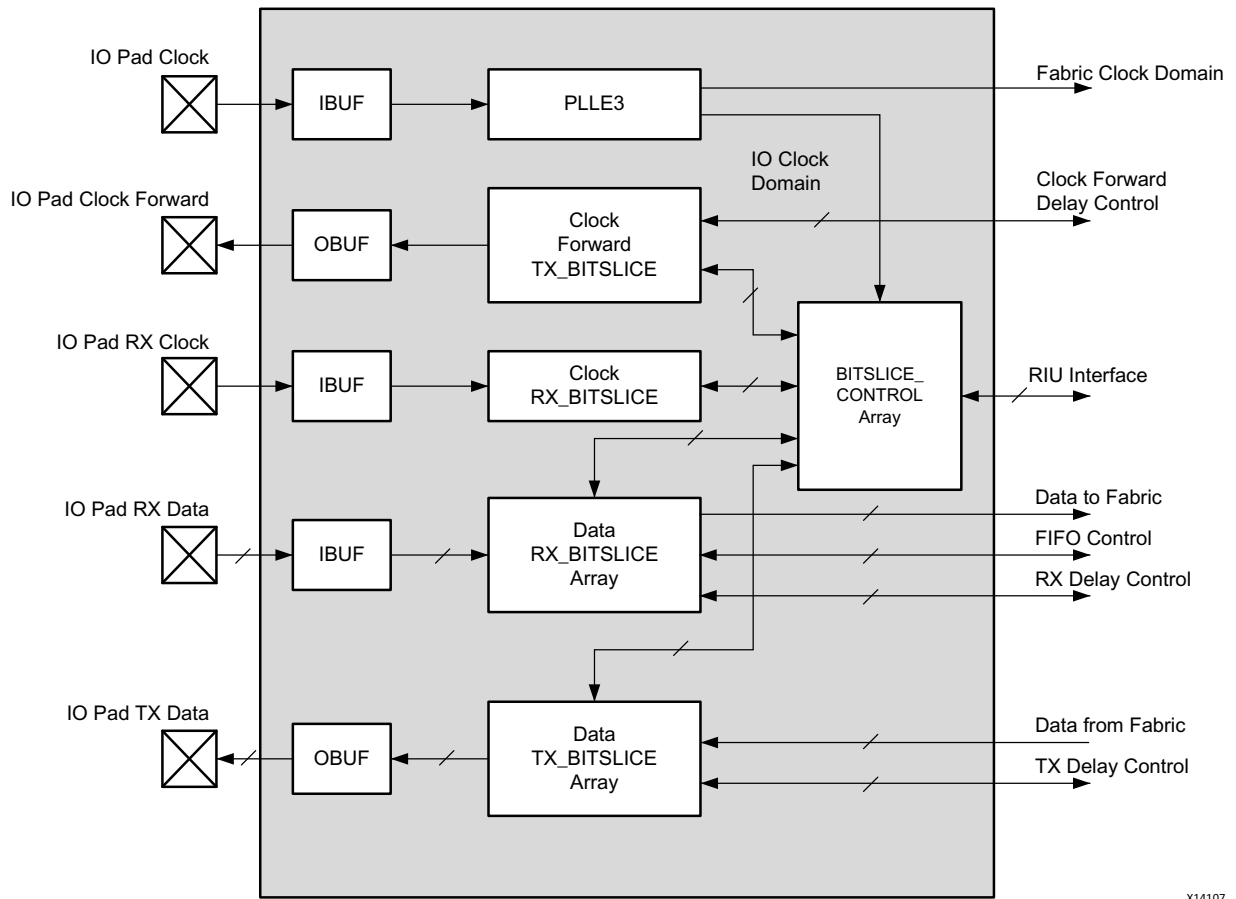 IO Pad Clock
IBUF
PLLE3
Fabric Clock Domain
IO Clock
Domain
IO Pad Clock Forward
OBUF
Clock
Forward
TX_BITSLICE
Clock Forward
Delay Control
IO Pad RX Clock
IBUF
Clock
RX_BITSLICE
BITSLICE_
CONTROL
Array
RIU Interface
IO Pad RX Data
IBUF
Data
RX_BITSLICE
Array
Data to Fabric
FIFO Control
RX Delay Control
IO Pad TX Data
OBUF
Data
TX_BITSLICE
Array
Data from Fabric
TX Delay Control
X14107